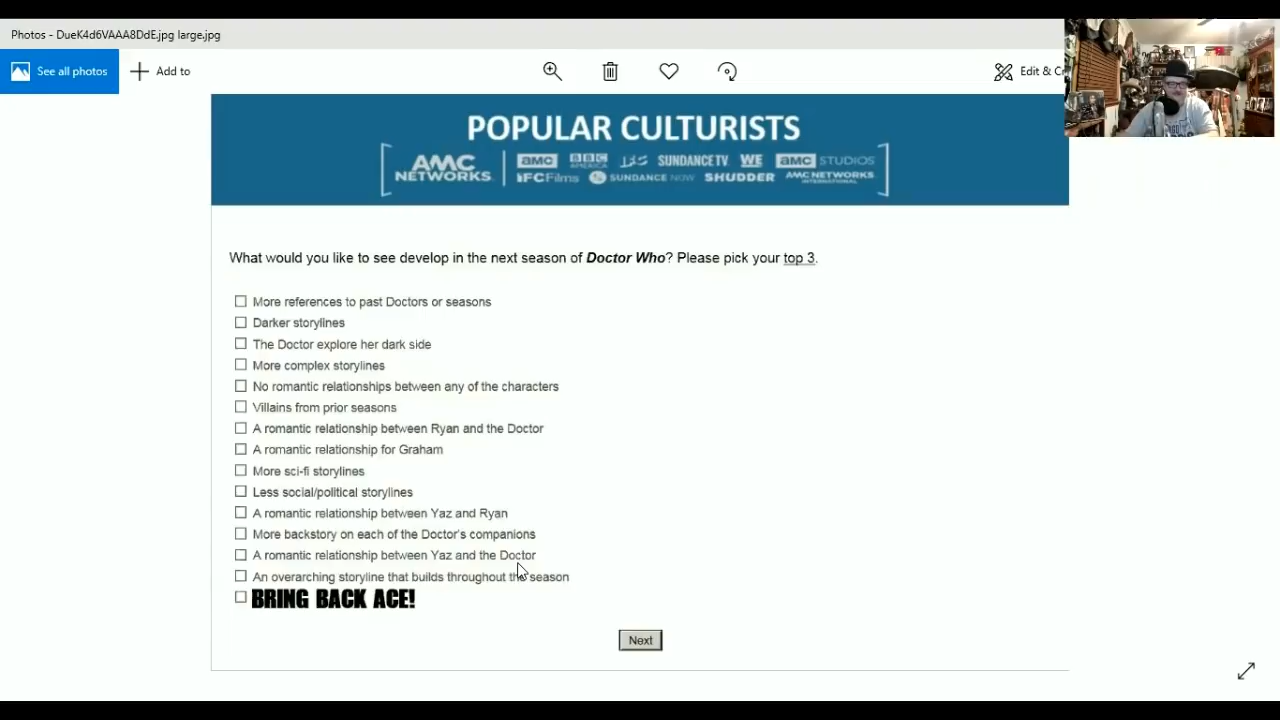 Photos - DueK4d6VAAA8DdE.jpg large.jpg
See all photos
Add to
Edit & Cr
POPULAR CULTURISTS
AMC NETWORKS
amc BBC AMERICA SUNDANCETV WE amc STUDIOS
IFC Films SUNDANCE NOW SHUDDER AMC NETWORKS INTERNATIONAL
What would you like to see develop in the next season of Doctor Who? Please pick your top 3.
More references to past Doctors or seasons
Darker storylines
The Doctor explore her dark side
More complex storylines
No romantic relationships between any of the characters
Villains from prior seasons
A romantic relationship between Ryan and the Doctor
A romantic relationship for Graham
More sci-fi storylines
Less social/political storylines
A romantic relationship between Yaz and Ryan
More backstory on each of the Doctor's companions
A romantic relationship between Yaz and the Doctor
An overarching storyline that builds throughout the season
BRING BACK ACE!
Next